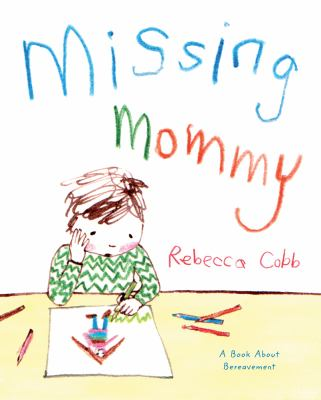 Missing
Mommy
Rebecca Cobb
A Book About
Bereavement